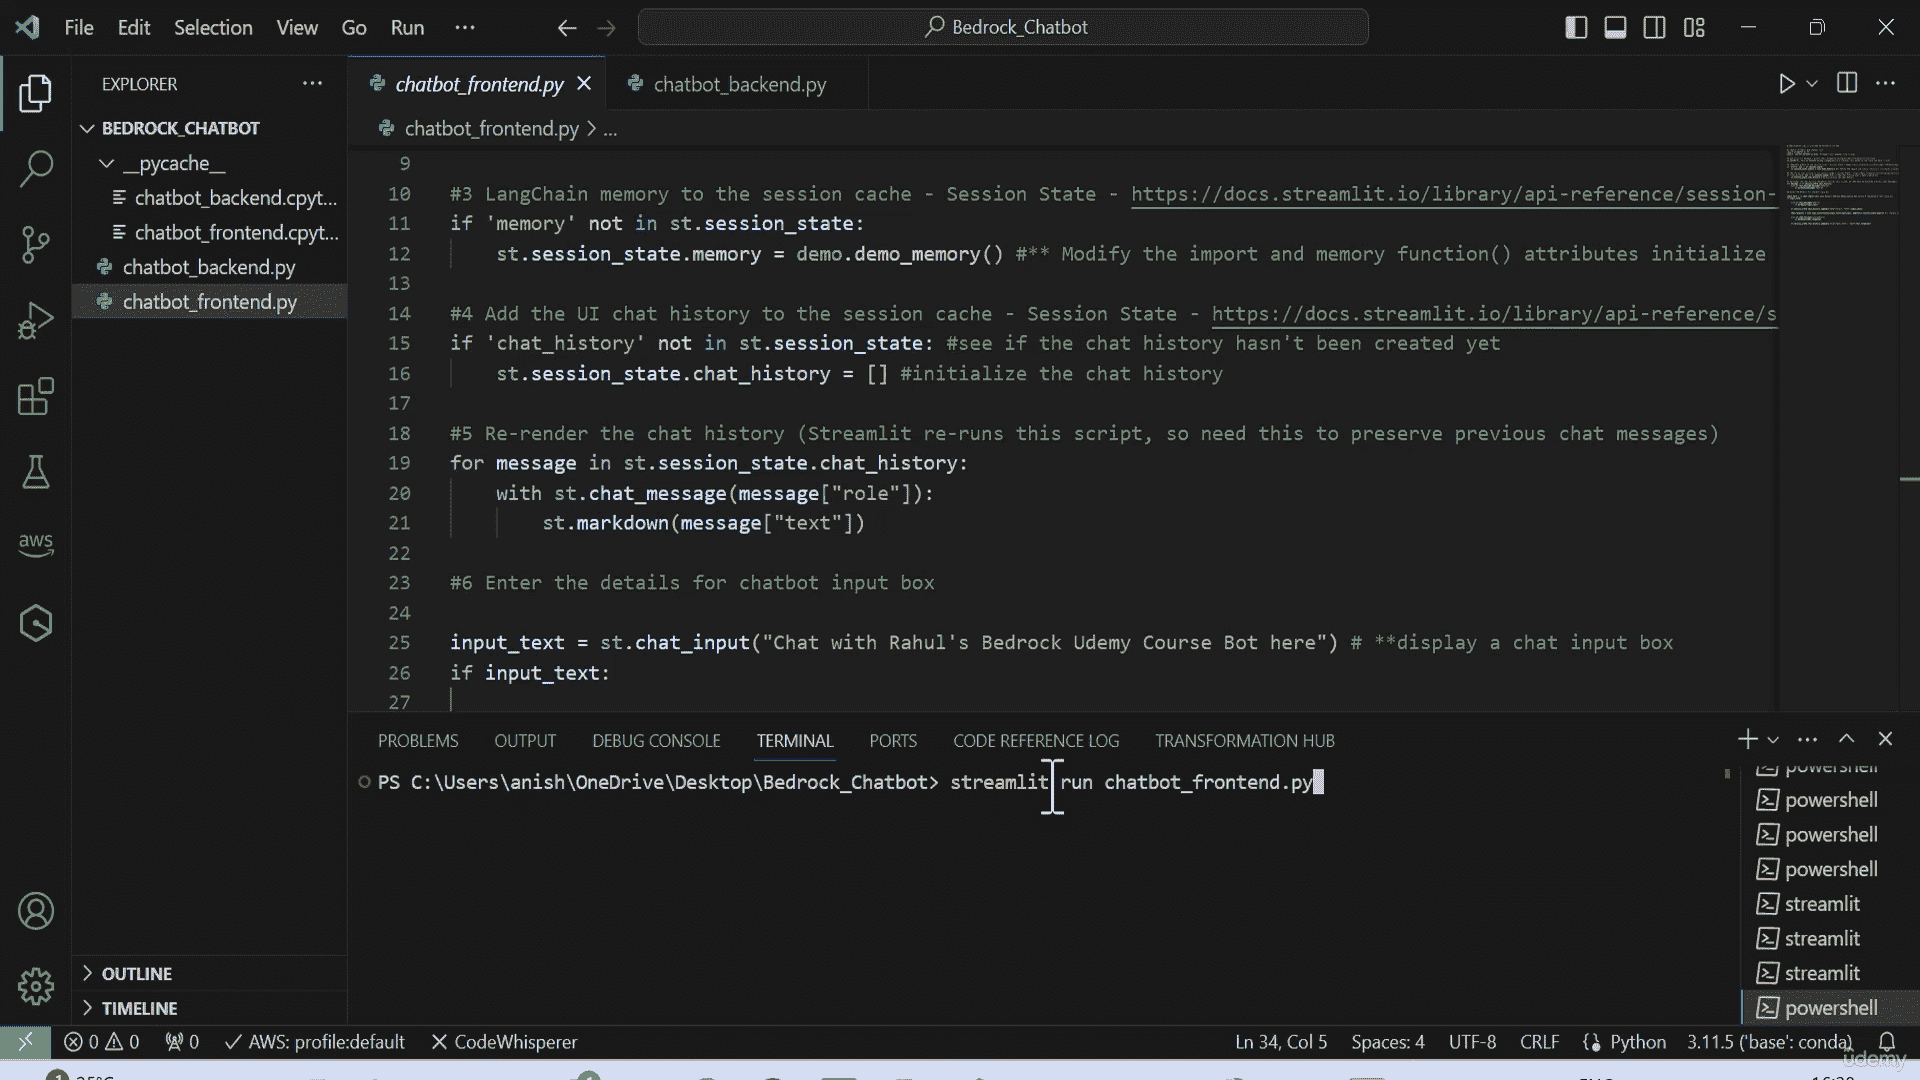 File Edit Selection View Go Run ··· Bedrock_Chatbot
EXPLORER ···
BEDROCK_CHATBOT
__pycache__
chatbot_backend.cpyt...
chatbot_frontend.cpyt...
chatbot_backend.py
chatbot_frontend.py
OUTLINE
TIMELINE
aws
chatbot_frontend.py chatbot_backend.py
chatbot_frontend.py > ...
9
10 #3 LangChain memory to the session cache - Session State - https://docs.streamlit.io/library/api-reference/session-
11 if 'memory' not in st.session_state:
12 st.session_state.memory = demo.demo_memory() #** Modify the import and memory function() attributes initialize
13
14 #4 Add the UI chat history to the session cache - Session State - https://docs.streamlit.io/library/api-reference/s
15 if 'chat_history' not in st.session_state: #see if the chat history hasn't been created yet
16 st.session_state.chat_history = [] #initialize the chat history
17
18 #5 Re-render the chat history (Streamlit re-runs this script, so need this to preserve previous chat messages)
19 for message in st.session_state.chat_history:
20 with st.chat_message(message["role"]):
21 st.markdown(message["text"])
22
23 #6 Enter the details for chatbot input box
24
25 input_text = st.chat_input("Chat with Rahul's Bedrock Udemy Course Bot here") # **display a chat input box
26 if input_text:
27
PROBLEMS OUTPUT DEBUG CONSOLE TERMINAL PORTS CODE REFERENCE LOG TRANSFORMATION HUB
PS C:\Users\anish\OneDrive\Desktop\Bedrock_Chatbot> streamlit run chatbot_frontend.py
powershell
powershell
powershell
powershell
streamlit
streamlit
streamlit
powershell
0 0 0 AWS: profile:default CodeWhisperer Ln 34, Col 5 Spaces: 4 UTF-8 CRLF Python 3.11.5 ('base': conda)
udemy